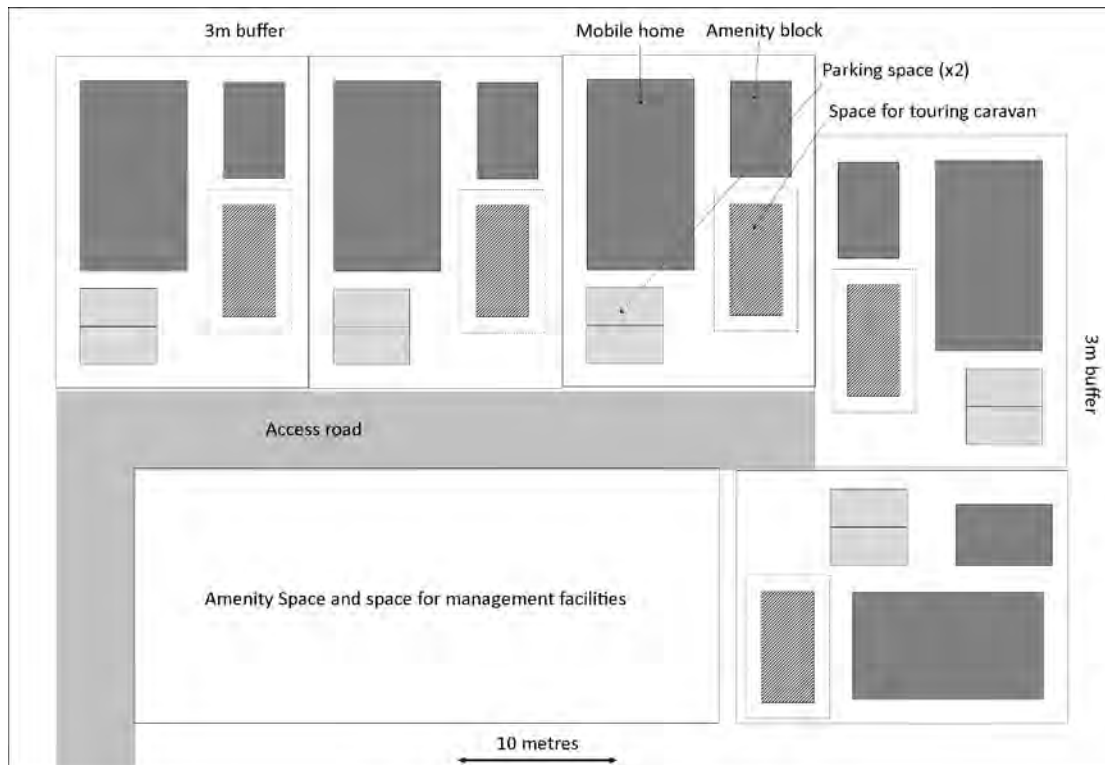 3m buffer
Mobile home
Amenity block
Parking space (x2)
Space for touring caravan
3m buffer
Access road
Amenity Space and space for management facilities
10 metres